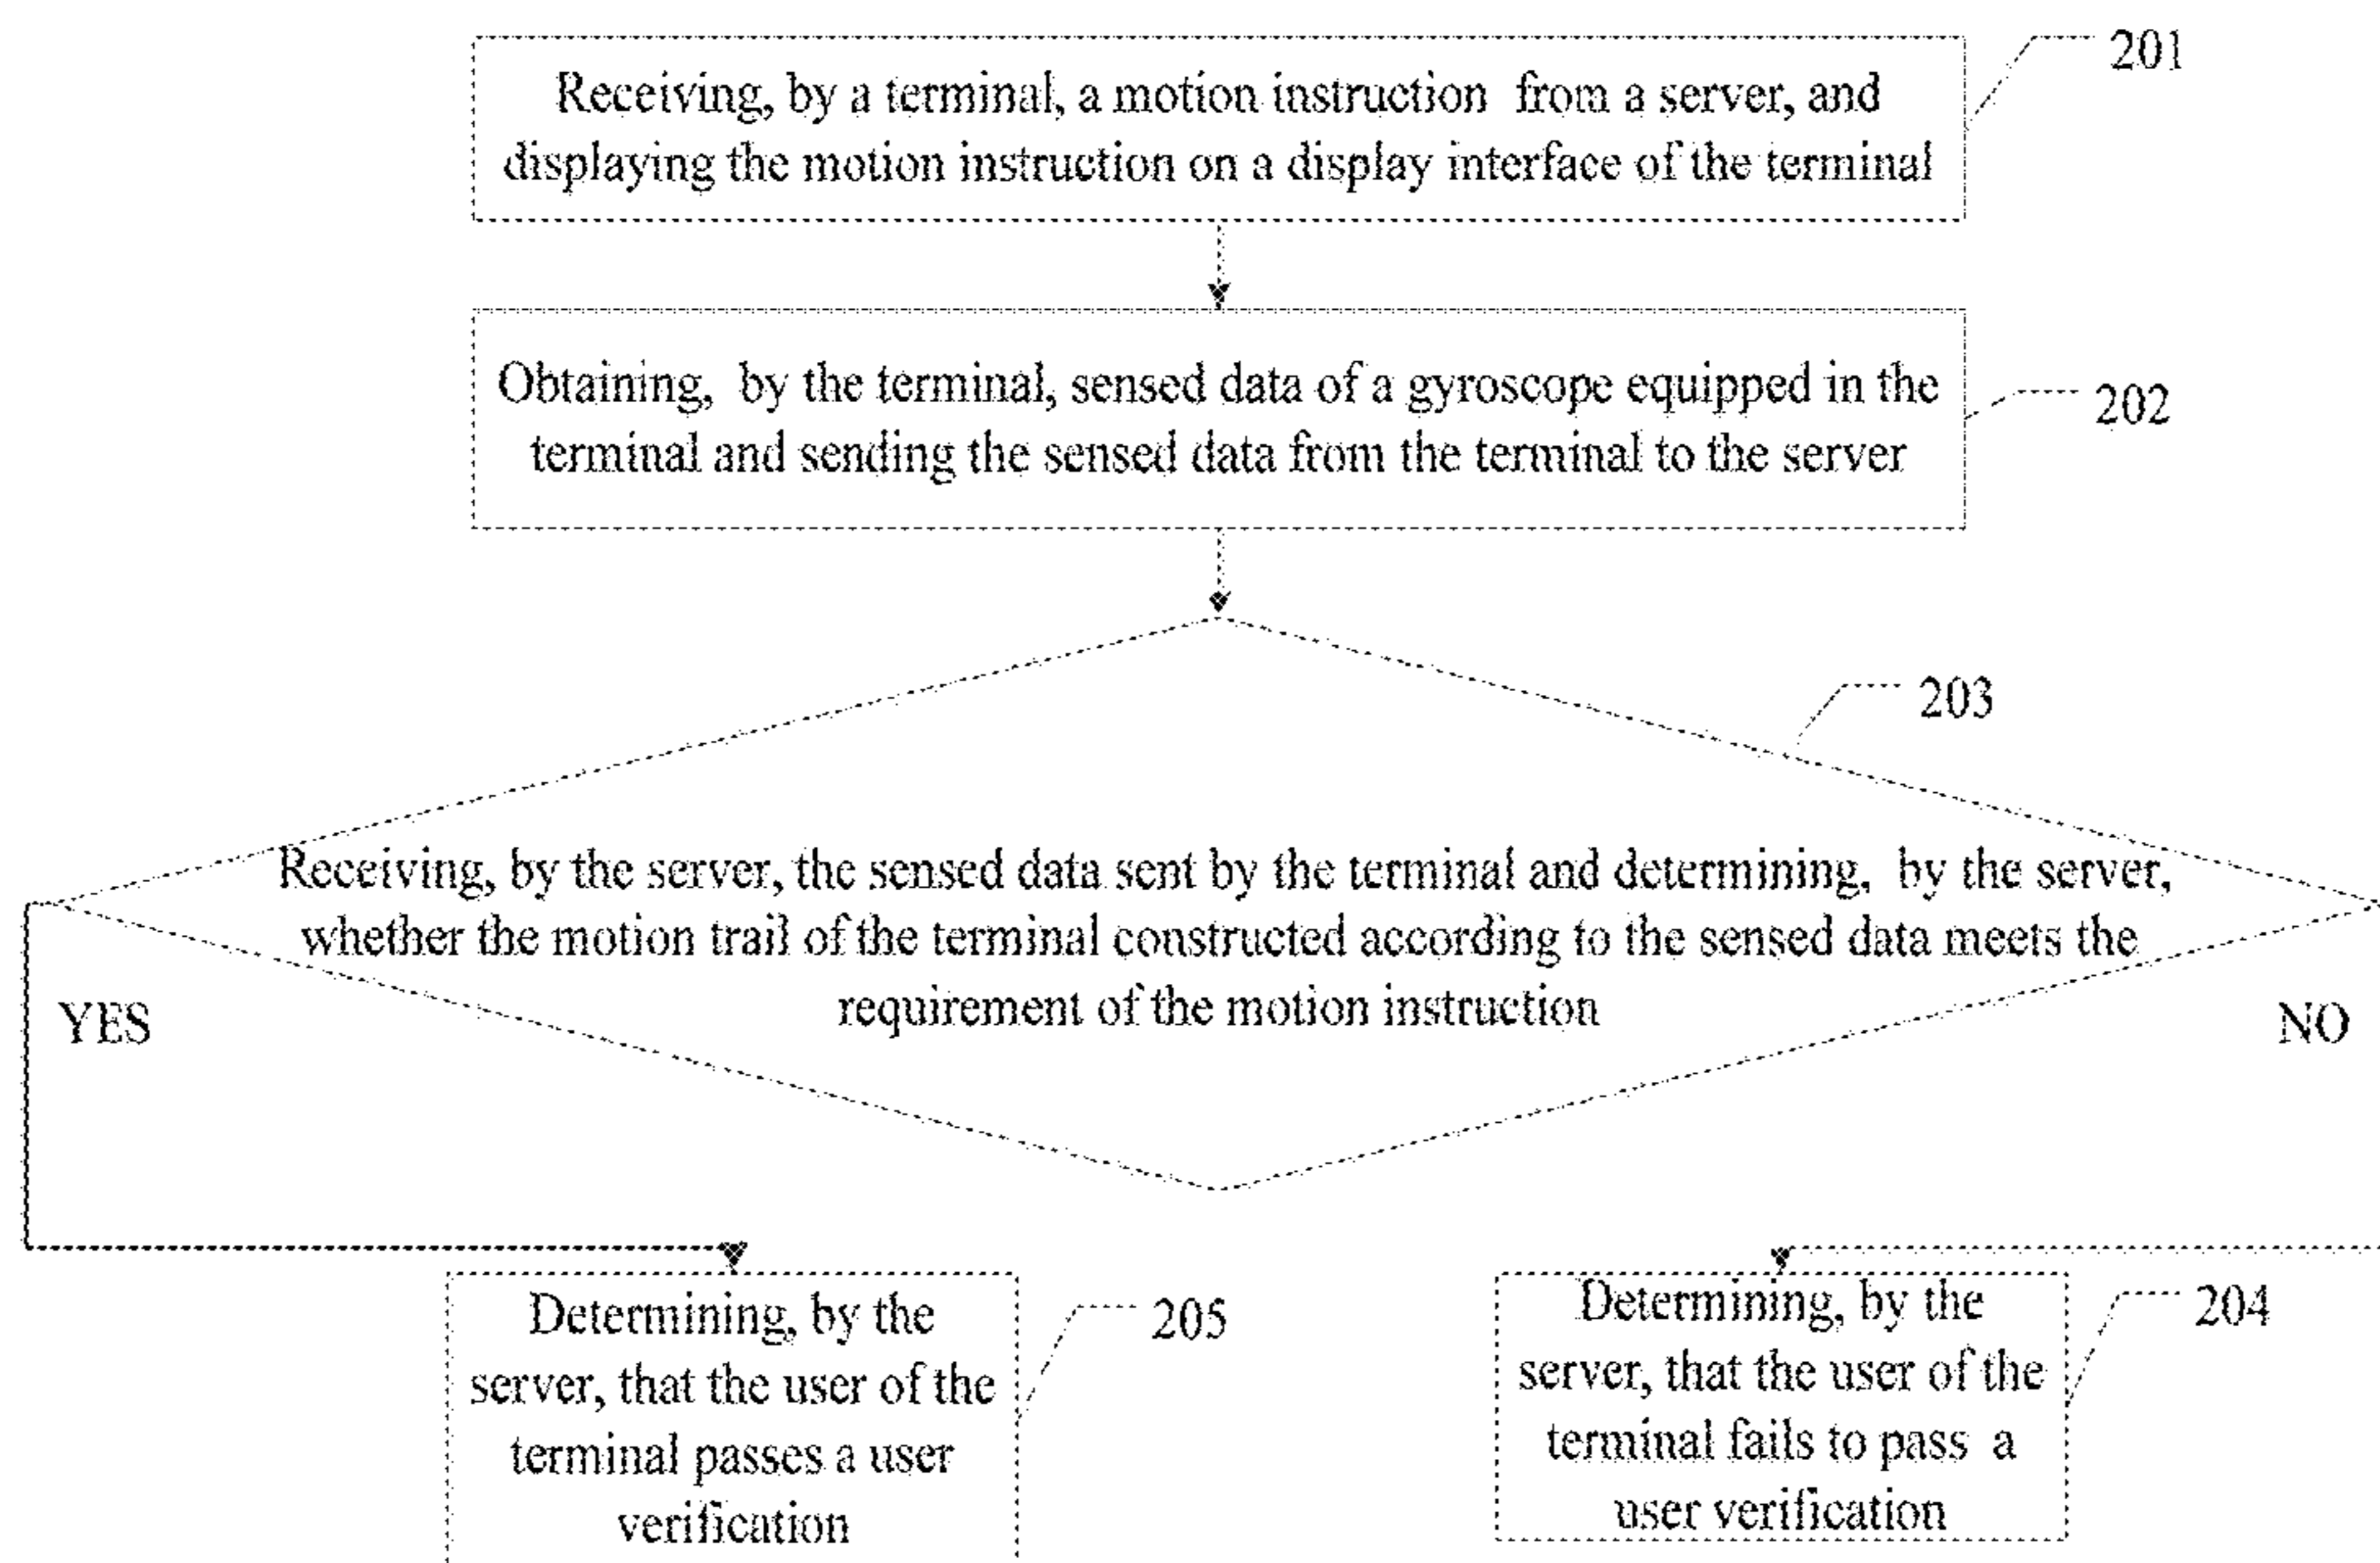 201
Receiving, by a terminal, a motion instruction from a server, and
displaying the motion instruction on a display interface of the terminal
Obtaining, by the terminal, sensed data of a gyroscope equipped in the
terminal and sending the sensed data from the terminal to the server
202
203
Receiving, by the server, the sensed data sent by the terminal and determining, by the server,
whether the motion trail of the terminal constructed according to the sensed data meets the
requirement of the motion instruction
YES
NO
Determining, by the
server, that the user of the
terminal passes a user
verification
205
Determining, by the
server, that the user of the
terminal fails to pass a
user verification
204